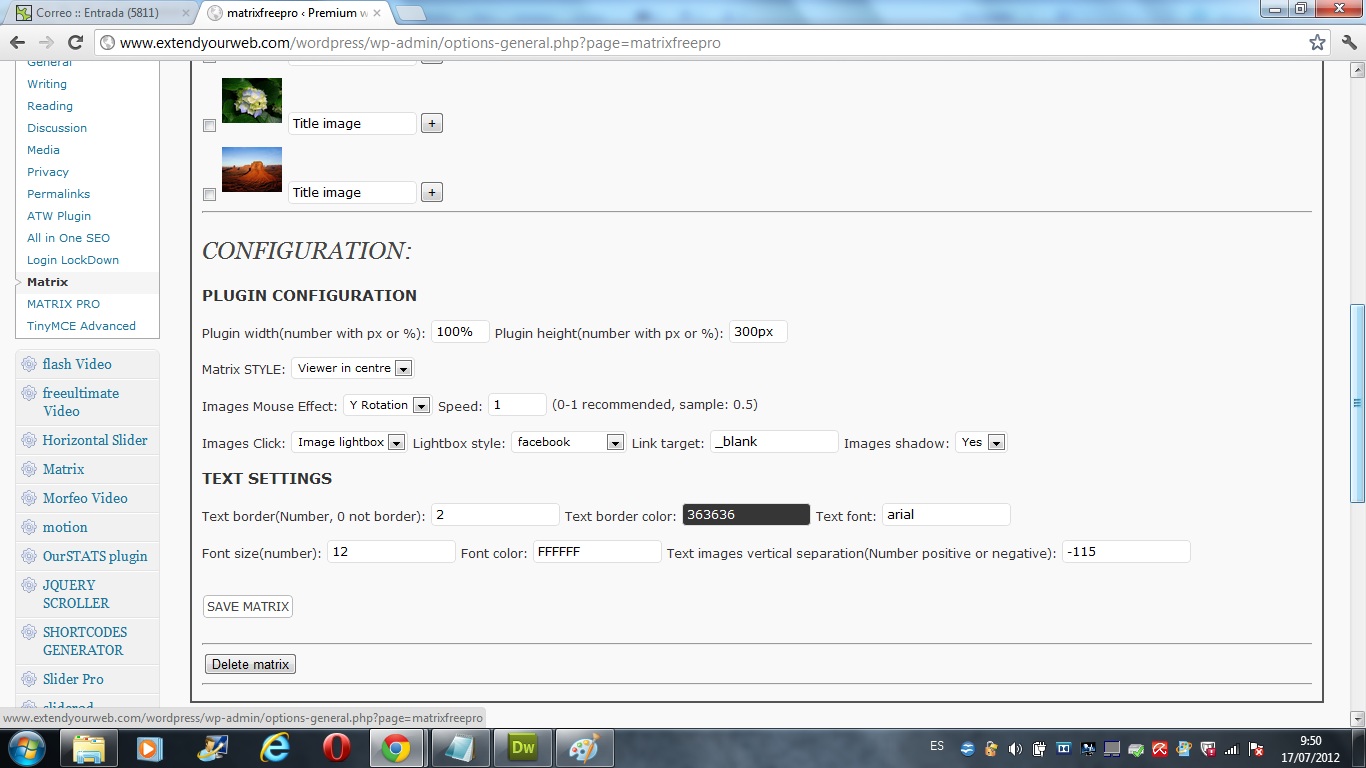 Correo :: Entrada (5811)
matrixfreepro ‹ Premium w
www.extendyourweb.com/wordpress/wp-admin/options-general.php?page=matrixfreepro
General
Writing
Reading
Discussion
Media
Privacy
Permalinks
ATW Plugin
All in One SEO
Login LockDown
Matrix
MATRIX PRO
TinyMCE Advanced
flash Video
freeultimate
Video
Horizontal Slider
Matrix
Morfeo Video
motion
OurSTATS plugin
JQUERY
SCROLLER
SHORTCODES
GENERATOR
Slider Pro
slidered
Title image +
Title image +
CONFIGURATION:
PLUGIN CONFIGURATION
Plugin width(number with px or %): 100% Plugin height(number with px or %): 300px
Matrix STYLE: Viewer in centre
Images Mouse Effect: Y Rotation Speed: 1 (0-1 recommended, sample: 0.5)
Images Click: Image lightbox Lightbox style: facebook Link target: _blank Images shadow: Yes
TEXT SETTINGS
Text border(Number, 0 not border): 2 Text border color: 363636 Text font: arial
Font size(number): 12 Font color: FFFFFF Text images vertical separation(Number positive or negative): -115
SAVE MATRIX
Delete matrix
www.extendyourweb.com/wordpress/wp-admin/options-general.php?page=matrixfreepro
Dw
ES
9:50
17/07/2012